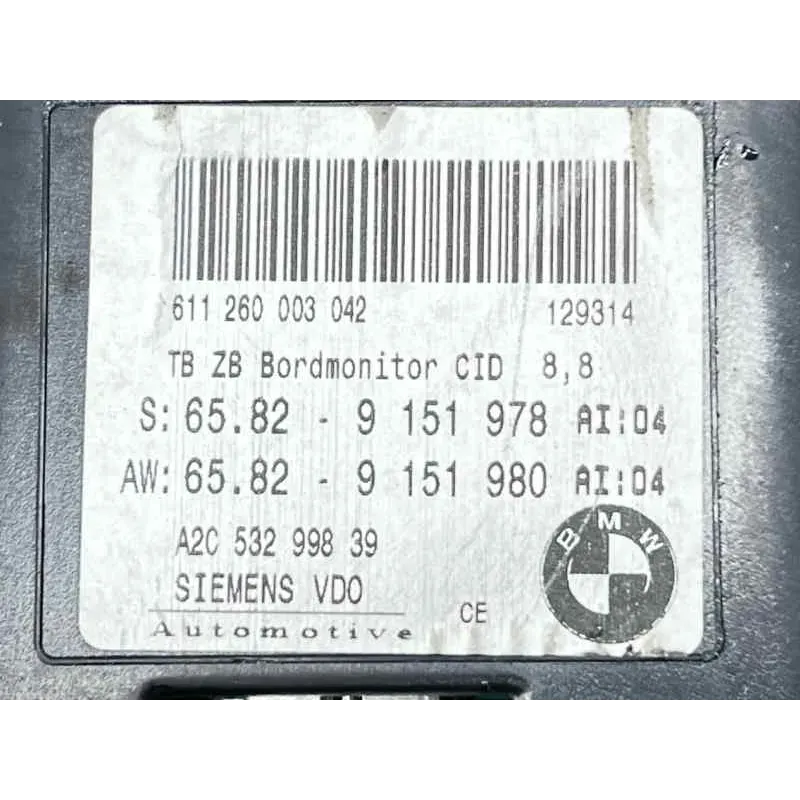 611 260 003 042 129314
TB ZB Bordmonitor CID 8,8
S: 65.82 - 9 151 978 AI:04
AW: 65.82 - 9 151 980 AI:04
A2C 532 998 39
SIEMENS VDO
Automotive
CE
BMW